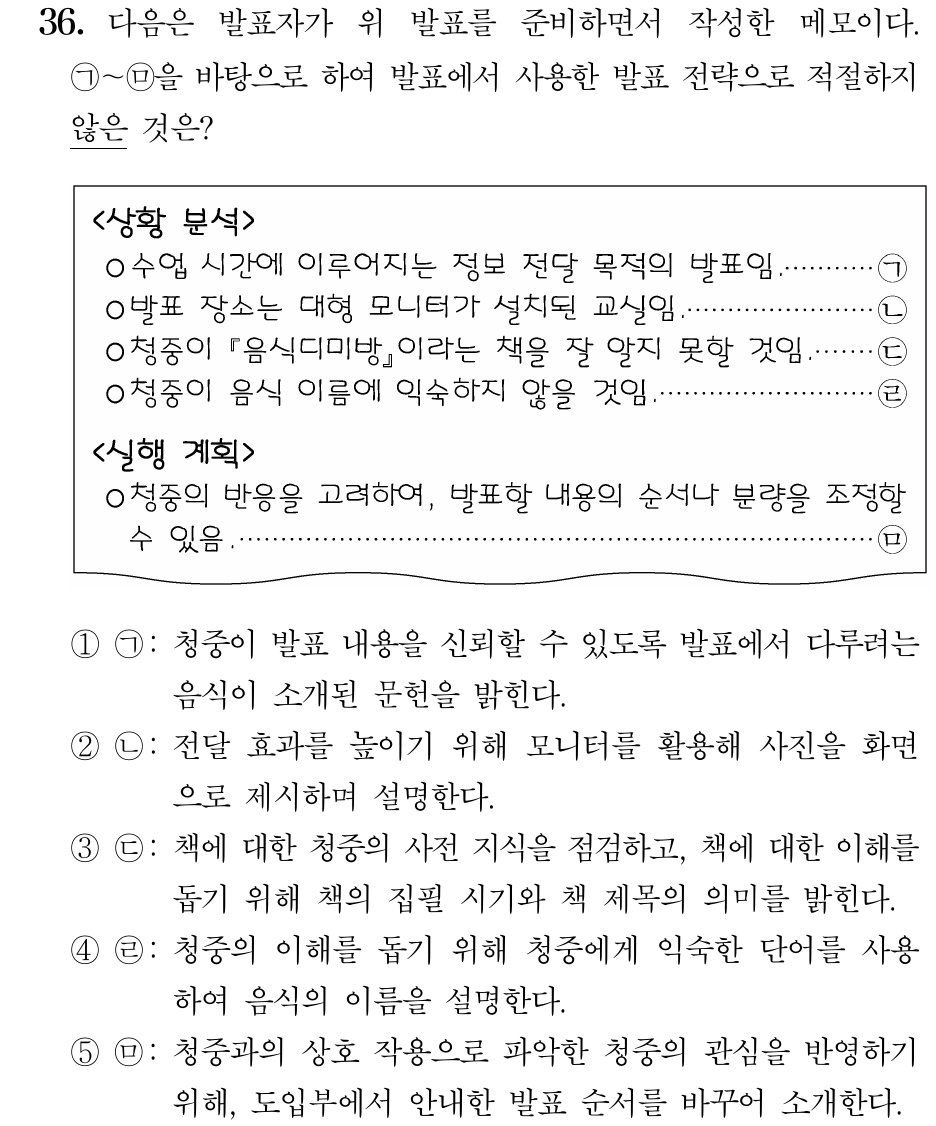 36. 다음은 발표자가 위 발표를 준비하면서 작성한 메모이다.
㉠~㉤을 바탕으로 하여 발표에서 사용한 발표 전략으로 적절하지
않은 것은?
<상황 분석>
○수업 시간에 이루어지는 정보 전달 목적의 발표임.…………㉠
○발표 장소는 대형 모니터가 설치된 교실임.……………………㉡
○청중이 『음식디미방』이라는 책을 잘 알지 못할 것임.………㉢
○청중이 음식 이름에 익숙하지 않을 것임.………………………㉣
<실행 계획>
○청중의 반응을 고려하여, 발표할 내용의 순서나 분량을 조정할
수 있음.……………………………………………………………………㉤
① ㉠: 청중이 발표 내용을 신뢰할 수 있도록 발표에서 다루려는
음식이 소개된 문헌을 밝힌다.
② ㉡: 전달 효과를 높이기 위해 모니터를 활용해 사진을 화면
으로 제시하며 설명한다.
③ ㉢: 책에 대한 청중의 사전 지식을 점검하고, 책에 대한 이해를
돕기 위해 책의 집필 시기와 책 제목의 의미를 밝힌다.
④ ㉣: 청중의 이해를 돕기 위해 청중에게 익숙한 단어를 사용
하여 음식의 이름을 설명한다.
⑤ ㉤: 청중과의 상호 작용으로 파악한 청중의 관심을 반영하기
위해, 도입부에서 안내한 발표 순서를 바꾸어 소개한다.